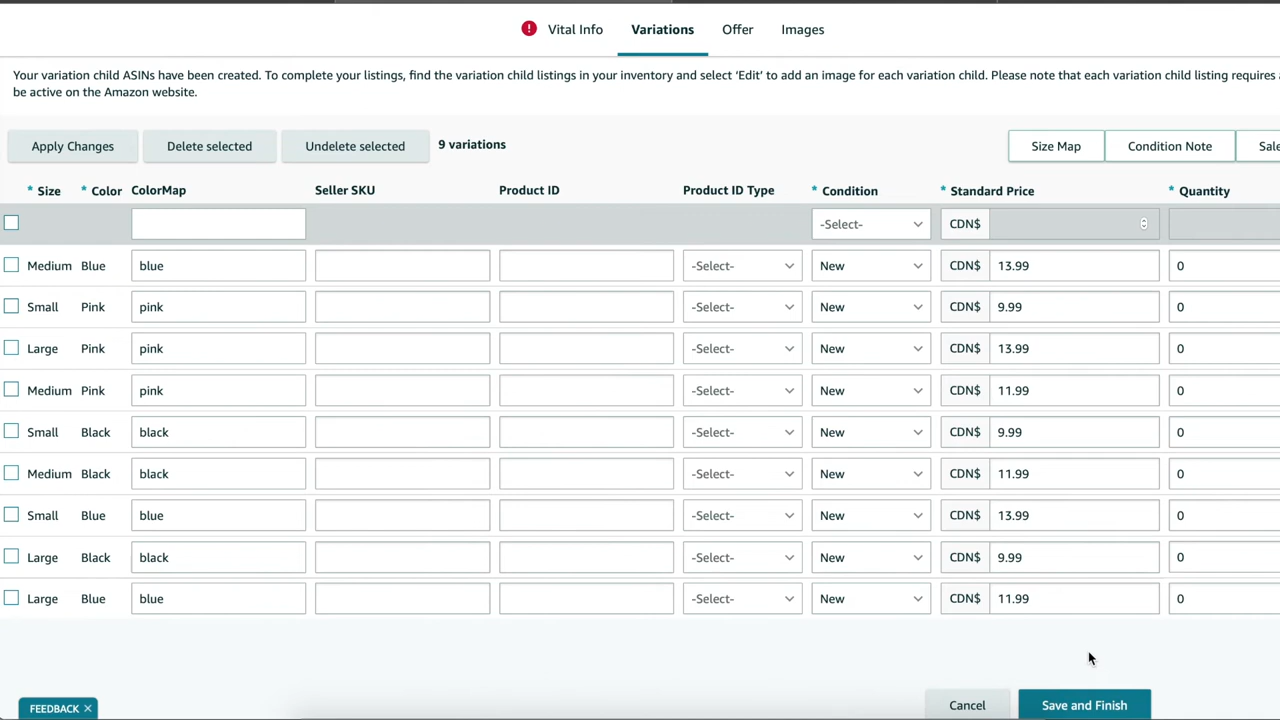 Vital Info Variations Offer Images
Your variation child ASINs have been created. To complete your listings, find the variation child listings in your inventory and select 'Edit' to add an image for each variation child. Please note that each variation child listing requires
be active on the Amazon website.
Apply Changes Delete selected Undelete selected 9 variations Size Map Condition Note Sale
* Size * Color ColorMap Seller SKU Product ID Product ID Type * Condition * Standard Price * Quantity
-Select- CDN$
Medium Blue blue -Select- New CDN$ 13.99 0
Small Pink pink -Select- New CDN$ 9.99 0
Large Pink pink -Select- New CDN$ 13.99 0
Medium Pink pink -Select- New CDN$ 11.99 0
Small Black black -Select- New CDN$ 9.99 0
Medium Black black -Select- New CDN$ 11.99 0
Small Blue blue -Select- New CDN$ 13.99 0
Large Black black -Select- New CDN$ 9.99 0
Large Blue blue -Select- New CDN$ 11.99 0
Cancel Save and Finish
FEEDBACK